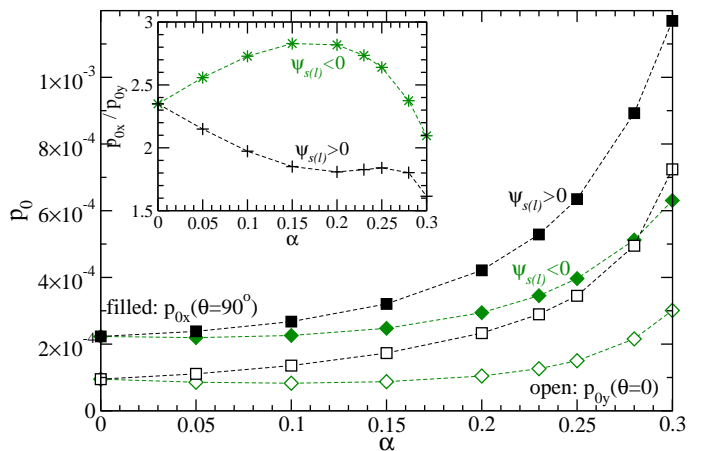 3
2.5
2
1.5
p0x / p0y
ψs(l)<0
ψs(l)>0
0 0.05 0.1 0.15 0.2 0.25 0.3
α
1×10-3
8×10-4
6×10-4
4×10-4
2×10-4
0
p0
ψs(l)>0
ψs(l)<0
filled: p0x(θ=90o)
open: p0y(θ=0)
0 0.05 0.1 0.15 0.2 0.25 0.3
α